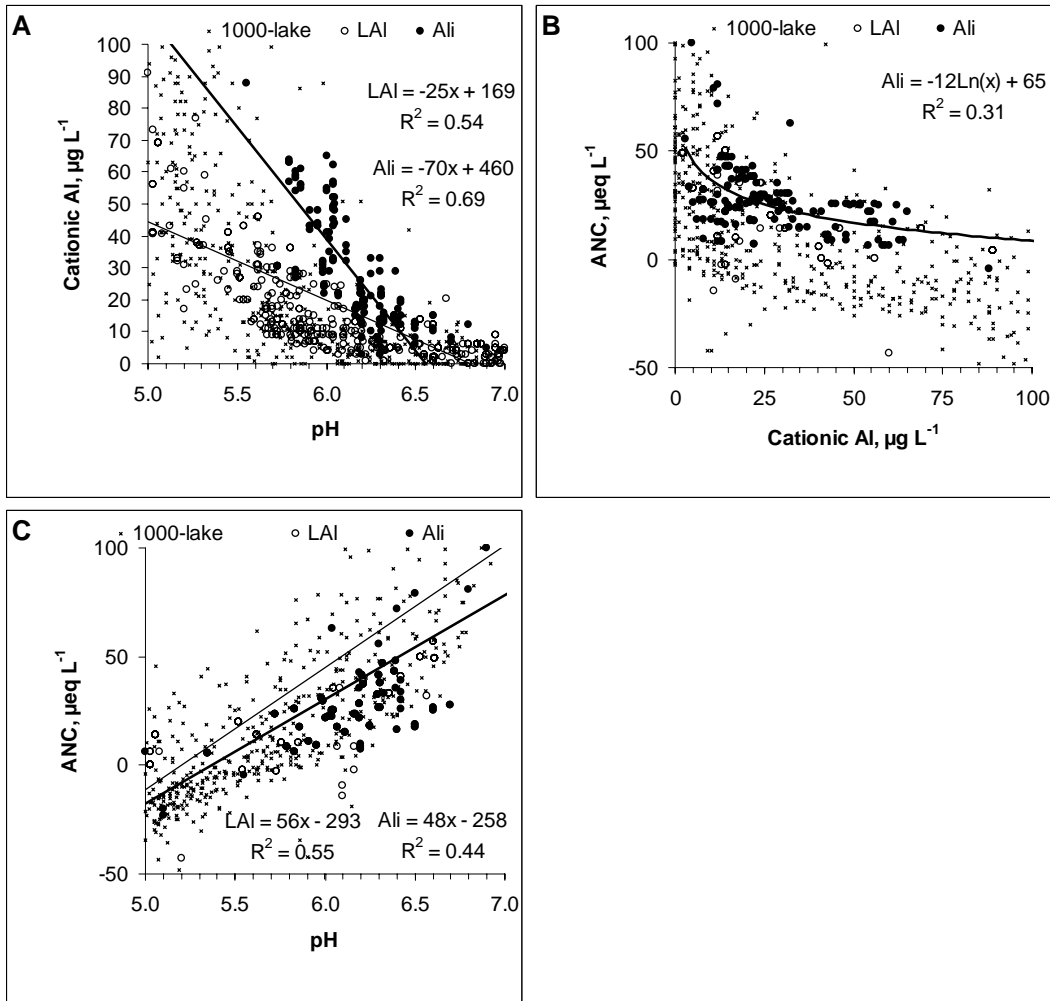 A
1000-lake LAl Ali
100
90
80
70
60
50
40
30
20
10
0
Cationic Al, µg L⁻¹
LAl = -25x + 169
R² = 0.54
Ali = -70x + 460
R² = 0.69
5.0 5.5 6.0 6.5 7.0
pH
B
1000-lake LAl Ali
100
50
0
-50
ANC, µeq L⁻¹
Ali = -12Ln(x) + 65
R² = 0.31
0 25 50 75 100
Cationic Al, µg L⁻¹
C
1000-lake LAl Ali
100
50
0
-50
ANC, µeq L⁻¹
LAl = 56x - 293 Ali = 48x - 258
R² = 0.55 R² = 0.44
5.0 5.5 6.0 6.5 7.0
pH